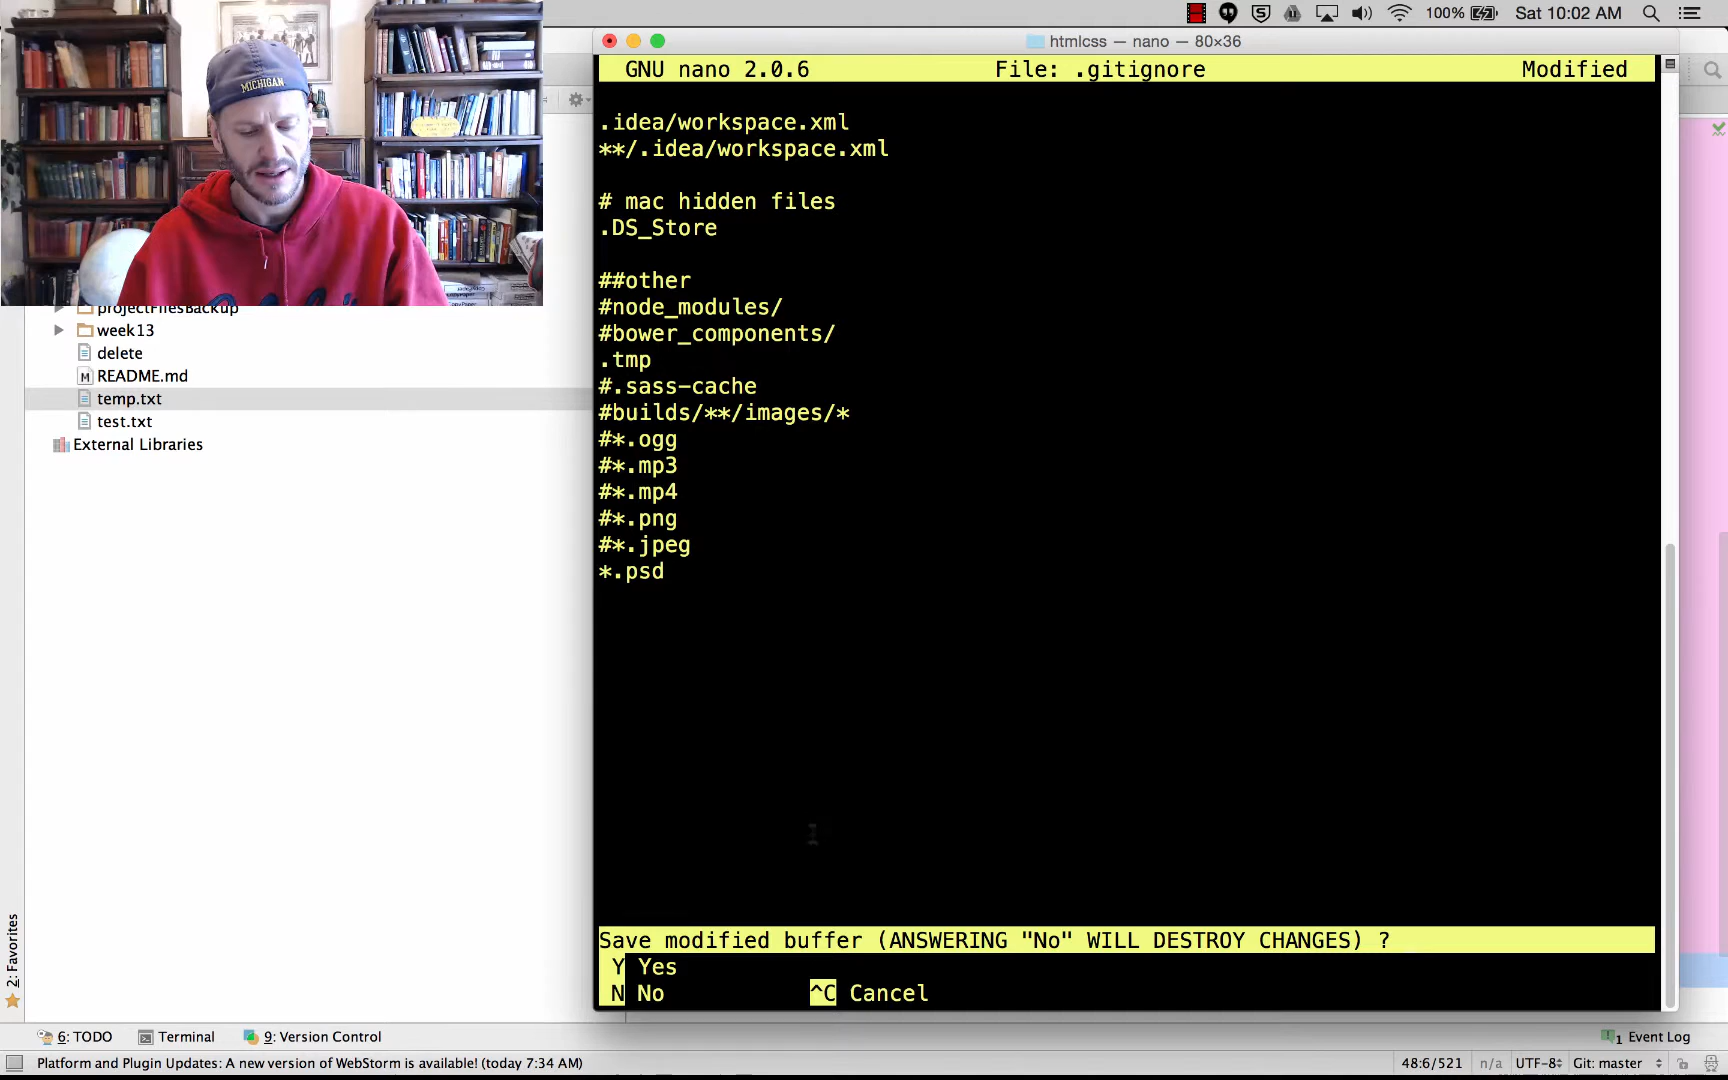 100% Sat 10:02 AM
MICHIGAN
htmlcss — nano — 80×36
GNU nano 2.0.6 File: .gitignore Modified
.idea/workspace.xml
**/.idea/workspace.xml
# mac hidden files
.DS_Store
##other
#node_modules/
#bower_components/
.tmp
#.sass-cache
#builds/**/images/*
#*.ogg
#*.mp3
#*.mp4
#*.png
#*.jpeg
*.psd
Save modified buffer (ANSWERING "No" WILL DESTROY CHANGES) ?
Y Yes
N No ^C Cancel
projectFilesBackup
week13
delete
README.md
temp.txt
test.txt
External Libraries
2: Favorites
6: TODO Terminal 9: Version Control 1 Event Log
Platform and Plugin Updates: A new version of WebStorm is available! (today 7:34 AM) 48:6/521 n/a UTF-8 Git: master